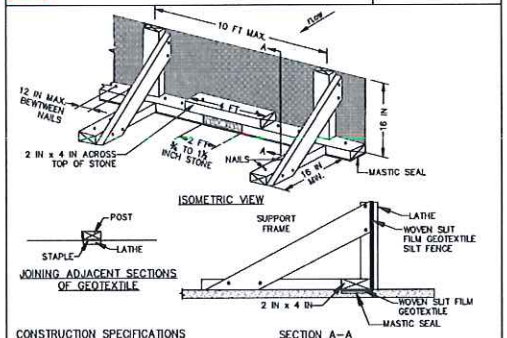 10 FT MAX.
FLOW
A
12 IN MAX.
BEWTWEEN
NAILS
4 FT
16 IN
2 FT
¾ TO 1½
INCH STONE
A
2 IN x 4 IN ACROSS
TOP OF STONE
NAILS
16 IN
MIN.
MASTIC SEAL
ISOMETRIC VIEW
POST
STAPLE
LATHE
JOINING ADJACENT SECTIONS
OF GEOTEXTILE
SUPPORT
FRAME
LATHE
WOVEN SLIT
FILM GEOTEXTILE
SILT FENCE
2 IN x 4 IN
WOVEN SLIT FILM
GEOTEXTILE
MASTIC SEAL
CONSTRUCTION SPECIFICATIONS
SECTION A-A